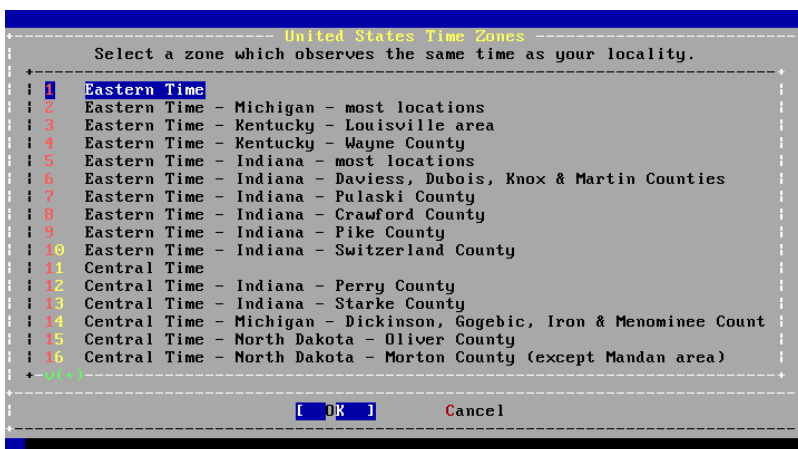 United States Time Zones
Select a zone which observes the same time as your locality.
1 Eastern Time
2 Eastern Time - Michigan - most locations
3 Eastern Time - Kentucky - Louisville area
4 Eastern Time - Kentucky - Wayne County
5 Eastern Time - Indiana - most locations
6 Eastern Time - Indiana - Daviess, Dubois, Knox & Martin Counties
7 Eastern Time - Indiana - Pulaski County
8 Eastern Time - Indiana - Crawford County
9 Eastern Time - Indiana - Pike County
10 Eastern Time - Indiana - Switzerland County
11 Central Time
12 Central Time - Indiana - Perry County
13 Central Time - Indiana - Starke County
14 Central Time - Michigan - Dickinson, Gogebic, Iron & Menominee Count
15 Central Time - North Dakota - Oliver County
16 Central Time - North Dakota - Morton County (except Mandan area)
v(+)
[ OK ] Cancel